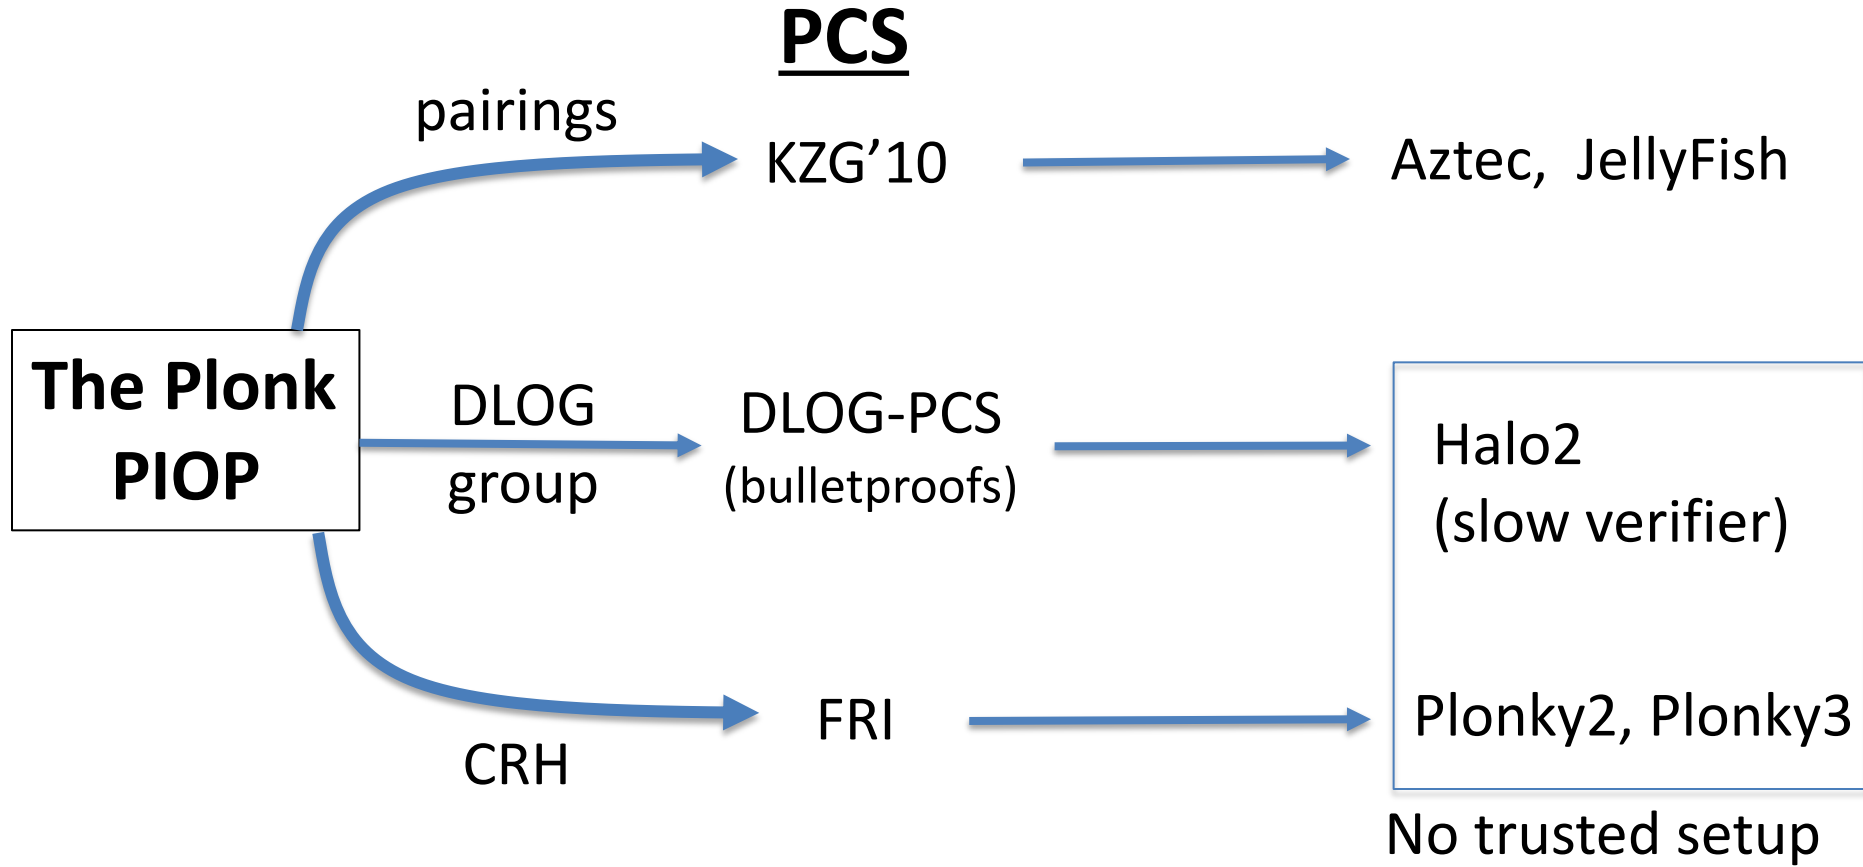 PCS
pairings
KZG’10
Aztec, JellyFish
The Plonk
PIOP
DLOG
group
DLOG-PCS
(bulletproofs)
Halo2
(slow verifier)
CRH
FRI
Plonky2, Plonky3
No trusted setup